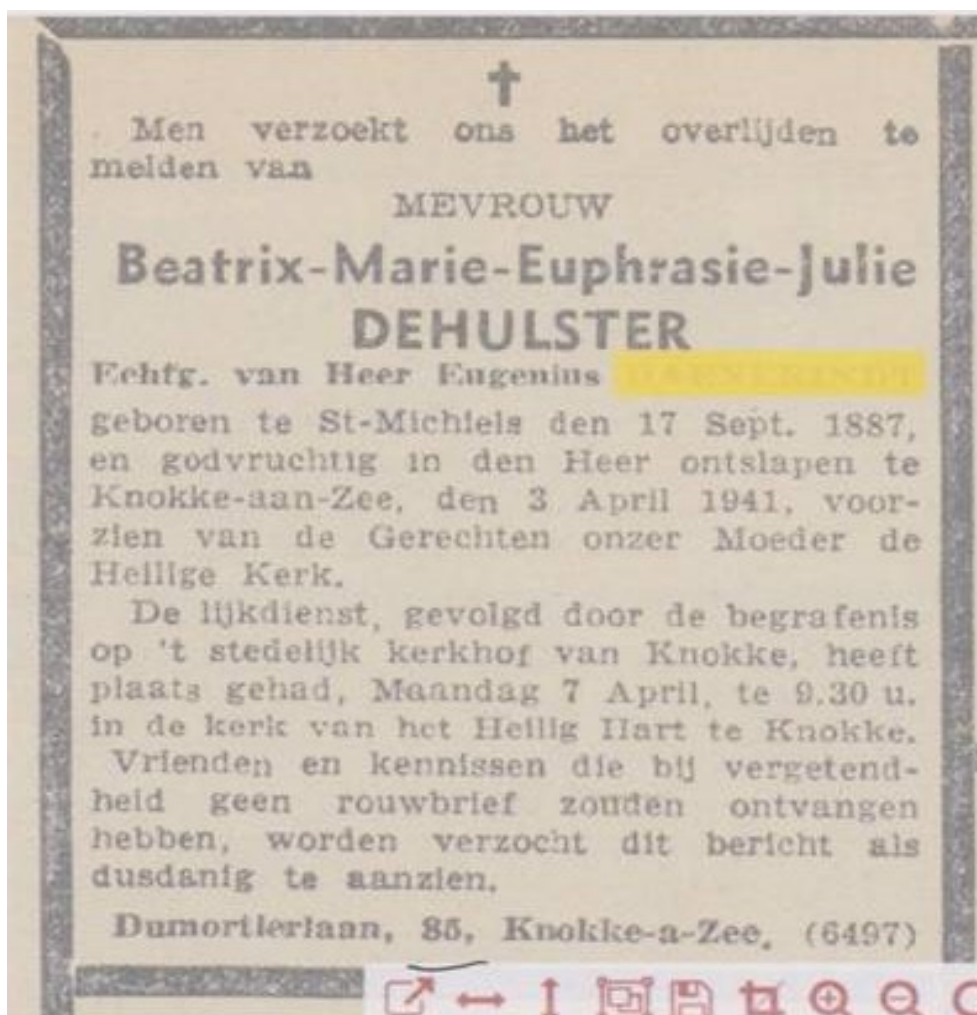 Men verzoekt ons het overlijden te
melden van
MEVROUW
Beatrix-Marie-Euphrasie-Julie
DEHULSTER
Echtg. van Heer Eugenius
geboren te St-Michiels den 17 Sept. 1887,
en godvruchtig in den Heer ontslapen te
Knokke-aan-Zee, den 3 April 1941, voor-
zien van de Gerechten onzer Moeder de
Heilige Kerk.
De lijkdienst, gevolgd door de begrafenis
op 't stedelijk kerkhof van Knokke, heeft
plaats gehad, Maandag 7 April, te 9.30 u.
in de kerk van het Heilig Hart te Knokke.
Vrienden en kennissen die bij vergetend-
heid geen rouwbrief zouden ontvangen
hebben, worden verzocht dit bericht als
dusdanig te aanzien.
Dumortierlaan, 85, Knokke-a-Zee. (6497)